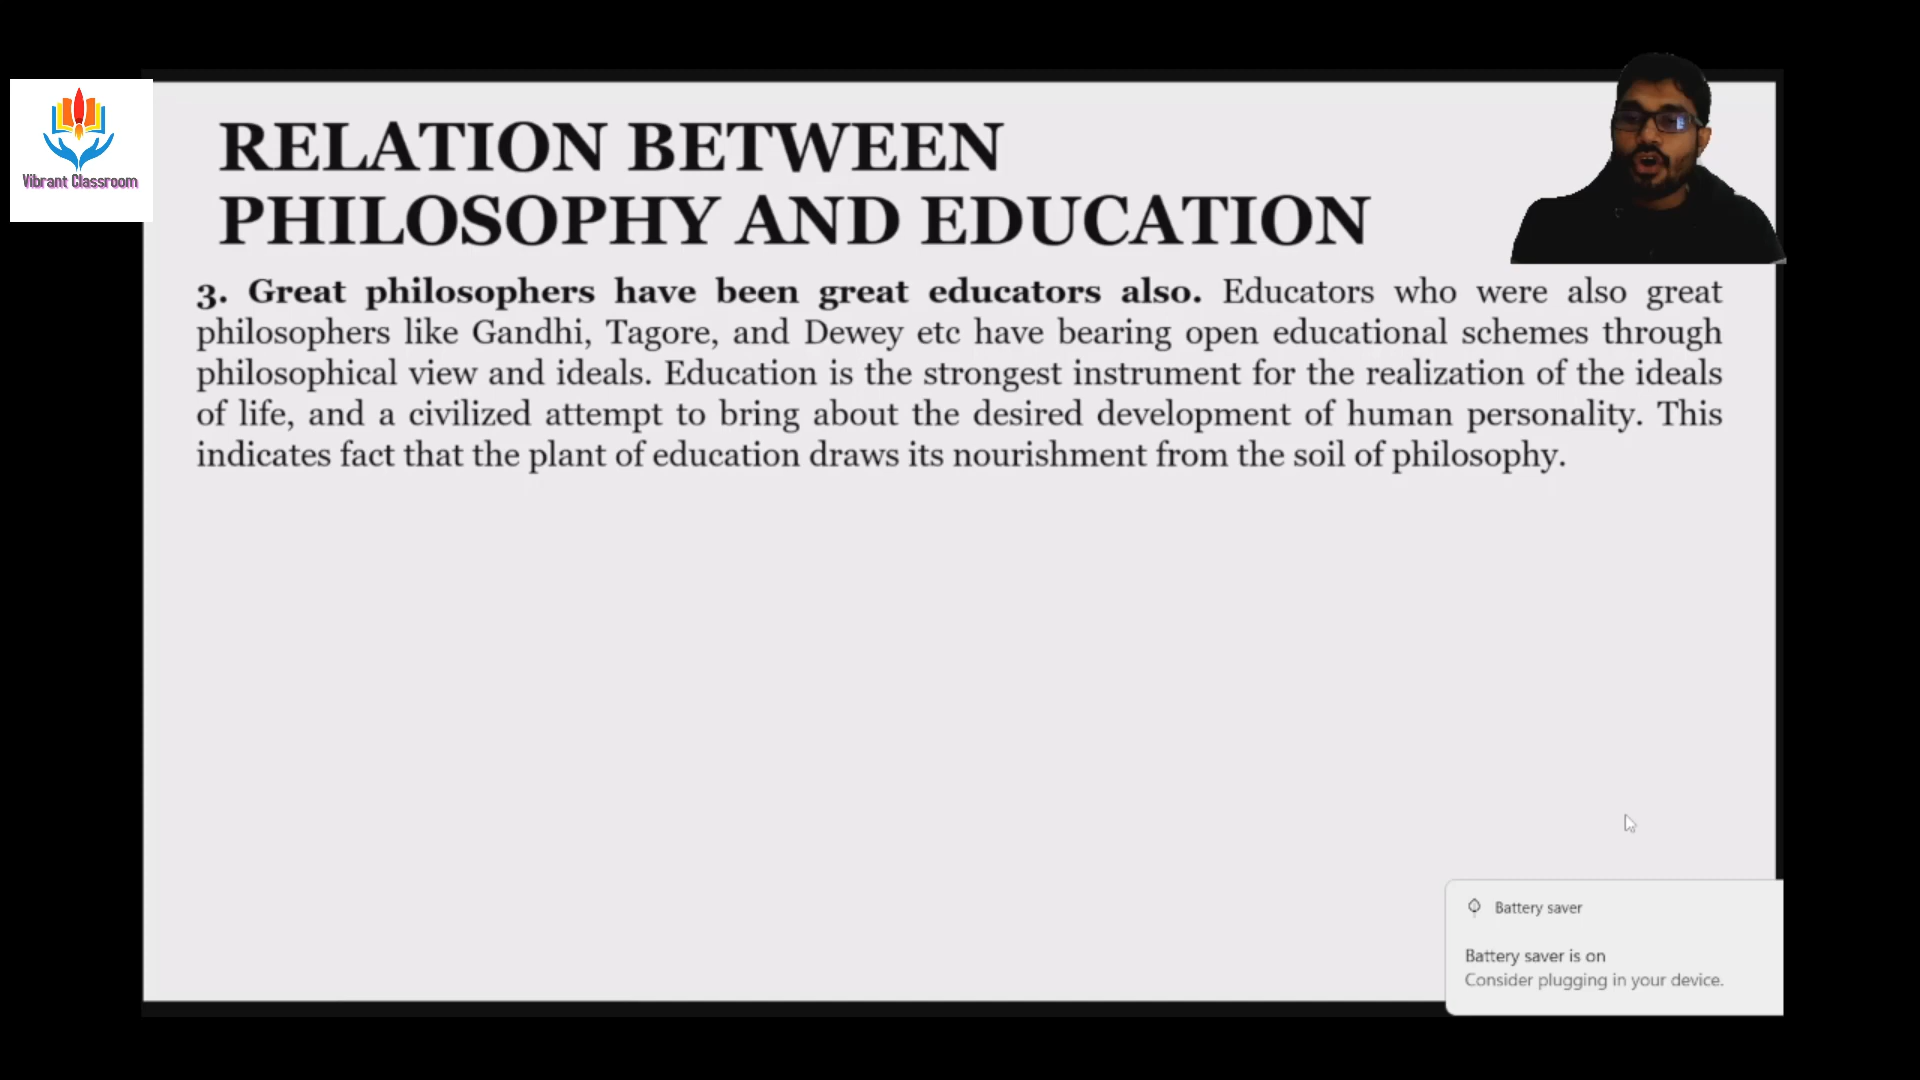 Vibrant Classroom
RELATION BETWEEN
PHILOSOPHY AND EDUCATION
3. Great philosophers have been great educators also. Educators who were also great
philosophers like Gandhi, Tagore, and Dewey etc have bearing open educational schemes through
philosophical view and ideals. Education is the strongest instrument for the realization of the ideals
of life, and a civilized attempt to bring about the desired development of human personality. This
indicates fact that the plant of education draws its nourishment from the soil of philosophy.
Battery saver
Battery saver is on
Consider plugging in your device.